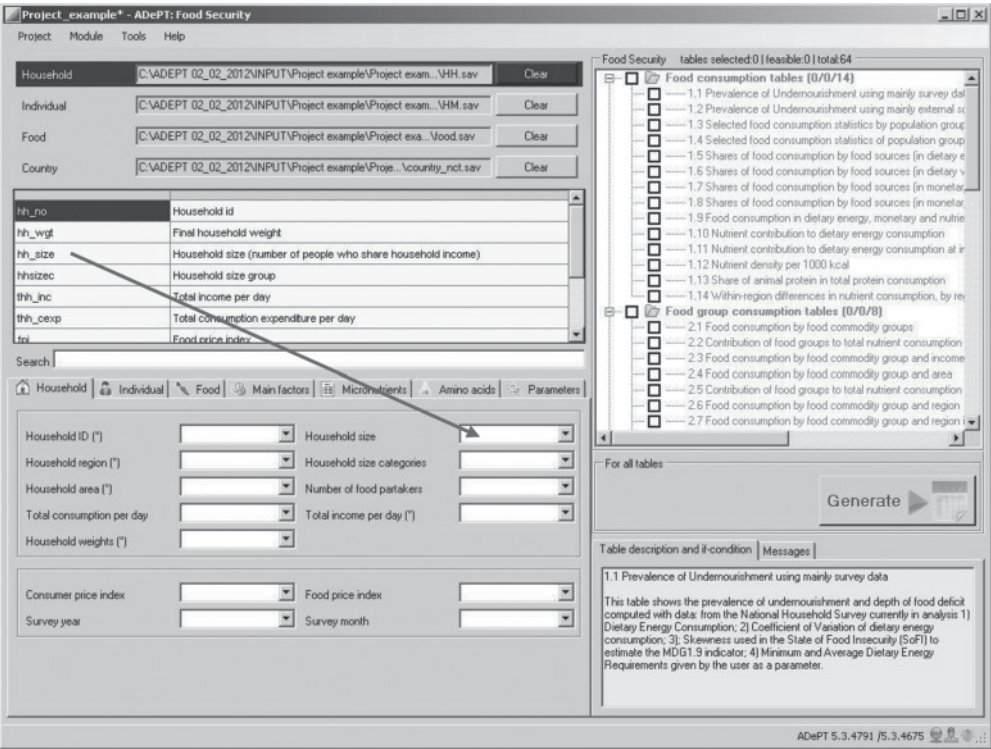 Project_example* - ADePT: Food Security
Project Module Tools Help
Household C:\ADEPT 02_02_2012\INPUT\Project example\Project exam...\HH.sav Clear
Individual C:\ADEPT 02_02_2012\INPUT\Project example\Project exam...\HM.sav Clear
Food C:\ADEPT 02_02_2012\INPUT\Project example\Project exa...\food.sav Clear
Country C:\ADEPT 02_02_2012\INPUT\Project example\Proje...\country_nct.sav Clear
hh_no Household id
hh_wgt Final household weight
hh_size Household size (number of people who share household income)
hhsizec Household size group
thh_inc Total income per day
thh_cexp Total consumption expenditure per day
fpi Food price index
Search
Household Individual Food Main factors Micronutrients Amino acids Parameters
Household ID (*) Household size
Household region (*) Household size categories
Household area (*) Number of food partakers
Total consumption per day Total income per day (*)
Household weights (*)
Consumer price index Food price index
Survey year Survey month
Food Security tables selected:0 | feasible:0 | total:64
Food consumption tables (0/0/14)
1.1 Prevalence of Undernourishment using mainly survey dat
1.2 Prevalence of Undernourishment using mainly external so
1.3 Selected food consumption statistics by population group
1.4 Selected food consumption statistics of population group
1.5 Shares of food consumption by food sources (in dietary e
1.6 Shares of food consumption by food sources (in dietary v
1.7 Shares of food consumption by food sources (in monetar
1.8 Shares of food consumption by food sources (in monetar
1.9 Food consumption in dietary energy, monetary and nutrie
1.10 Nutrient contribution to dietary energy consumption
1.11 Nutrient contribution to dietary energy consumption at in
1.12 Nutrient density per 1000 kcal
1.13 Share of animal protein in total protein consumption
1.14 Within-region differences in nutrient consumption, by re
Food group consumption tables (0/0/8)
2.1 Food consumption by food commodity groups
2.2 Contribution of food groups to total nutrient consumption
2.3 Food consumption by food commodity group and income
2.4 Food consumption by food commodity group and area
2.5 Contribution of food groups to total nutrient consumption
2.6 Food consumption by food commodity group and region
2.7 Food consumption by food commodity group and region i
For all tables
Generate
Table description and if-condition Messages
1.1 Prevalence of Undernourishment using mainly survey data
This table shows the prevalence of undernourishment and depth of food deficit
computed with data: from the National Household Survey currently in analysis 1)
Dietary Energy Consumption; 2) Coefficient of Variation of dietary energy
consumption; 3); Skewness used in the State of Food Insecurity (SoFI) to
estimate the MDG1.9 indicator; 4) Minimum and Average Dietary Energy
Requirements given by the user as a parameter.
ADePT 5.3.4791 /5.3.4675